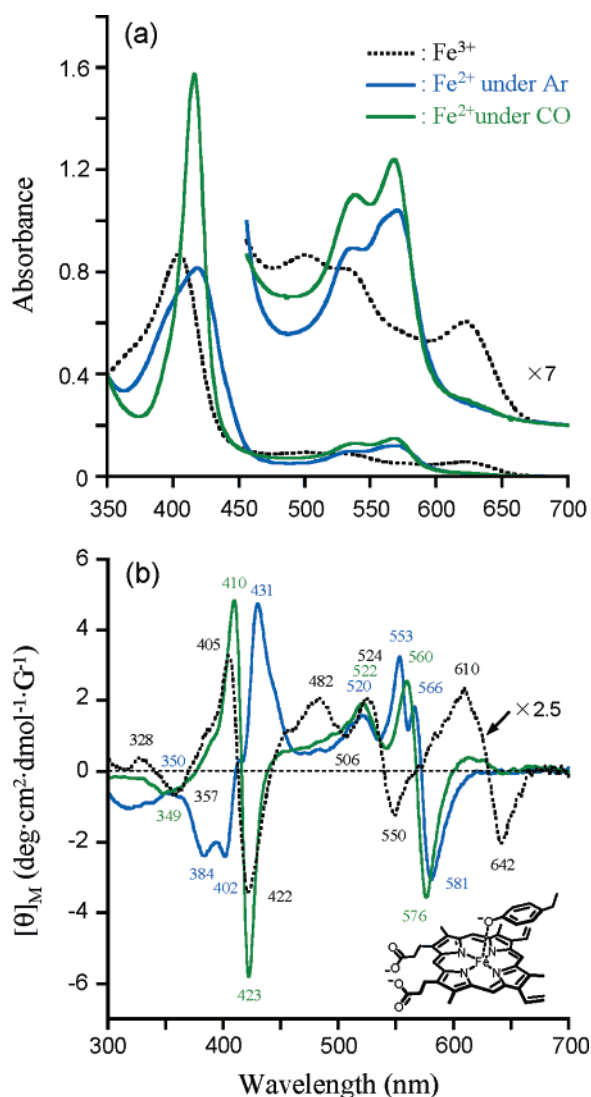 (a)
: Fe³⁺
: Fe²⁺ under Ar
: Fe²⁺under CO
1.6
1.2
0.8
0.4
0
Absorbance
×7
350 400 450 500 550 600 650 700
(b)
6
4
2
0
-2
-4
-6
[θ]M (deg·cm²·dmol⁻¹·G⁻¹)
410 431
405
482
524
522
520
553
560
566
610
×2.5
328
350
349
357
384
402
422
423
506
550
576
581
642
O
O
O
O
O
N
N
N
N
Fe
300 400 500 600 700
Wavelength (nm)